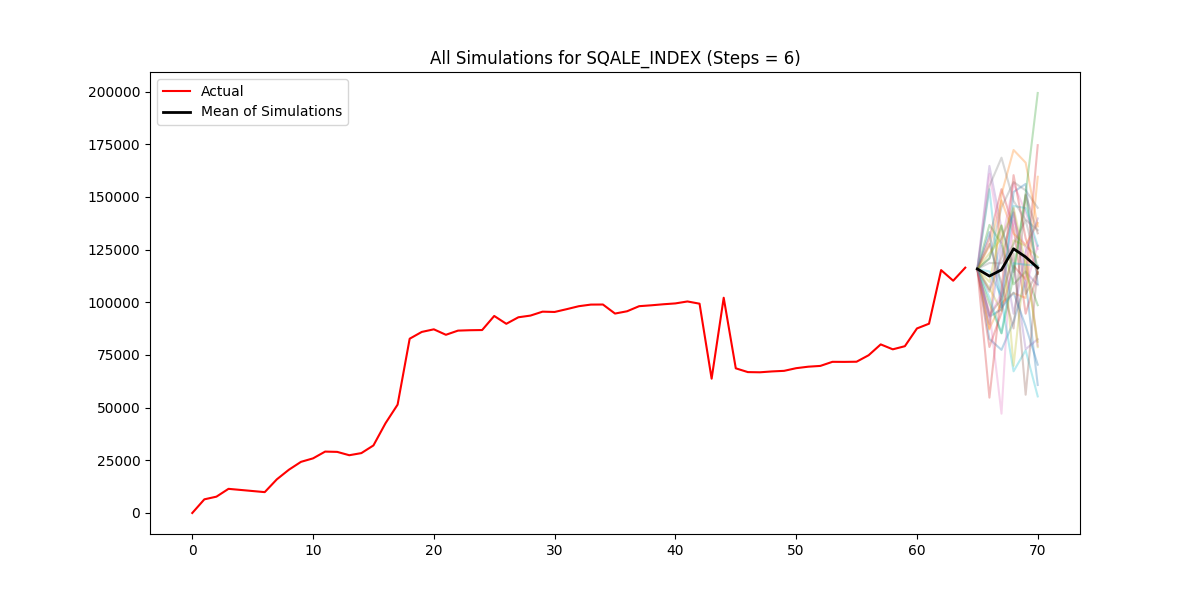 All Simulations for SQALE_INDEX (Steps = 6)
Actual
Mean of Simulations
200000
175000
150000
125000
100000
75000
50000
25000
0
0 10 20 30 40 50 60 70